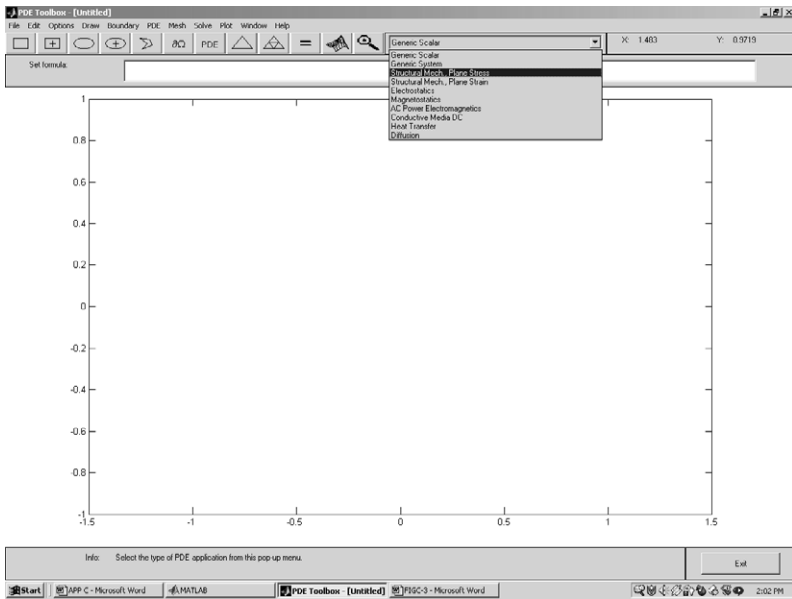 PDE Toolbox - [Untitled]
File Edit Options Draw Boundary PDE Mesh Solve Plot Window Help
∂Ω PDE = Generic Scalar X: 1.483 Y: 0.9719
Set formula:
Generic Scalar
Generic System
Structural Mech., Plane Stress
Structural Mech., Plane Strain
Electrostatics
Magnetostatics
AC Power Electromagnetics
Conductive Media DC
Heat Transfer
Diffusion
1
0.8
0.6
0.4
0.2
0
-0.2
-0.4
-0.6
-0.8
-1
-1.5 -1 -0.5 0 0.5 1 1.5
Info: Select the type of PDE application from this pop-up menu. Exit
Start APP C - Microsoft Word MATLAB PDE Toolbox - [Untitled] FIGC-3 - Microsoft Word 2:02 PM